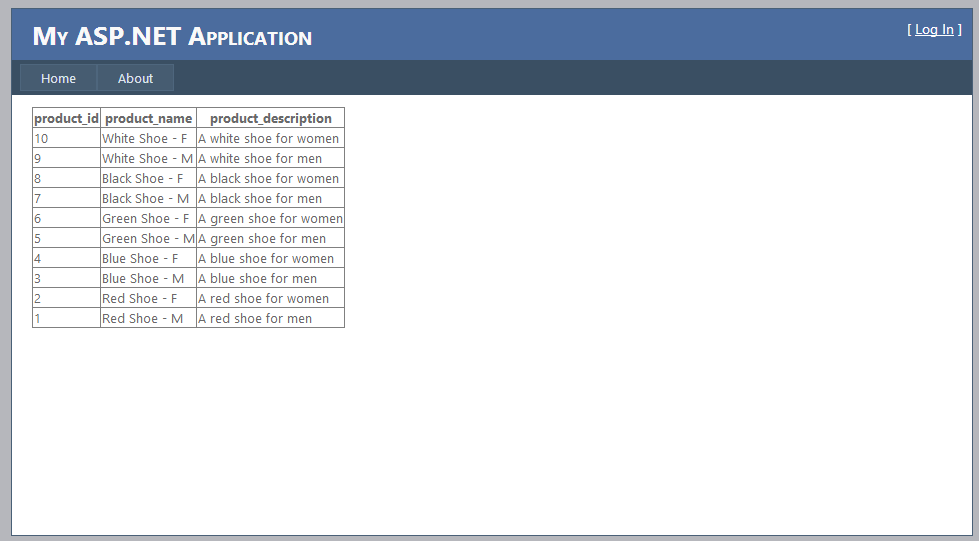 My ASP.NET Application
[ Log In ]
Home About
product_id product_name product_description
10 White Shoe - F A white shoe for women
9 White Shoe - M A white shoe for men
8 Black Shoe - F A black shoe for women
7 Black Shoe - M A black shoe for men
6 Green Shoe - F A green shoe for women
5 Green Shoe - M A green shoe for men
4 Blue Shoe - F A blue shoe for women
3 Blue Shoe - M A blue shoe for men
2 Red Shoe - F A red shoe for women
1 Red Shoe - M A red shoe for men